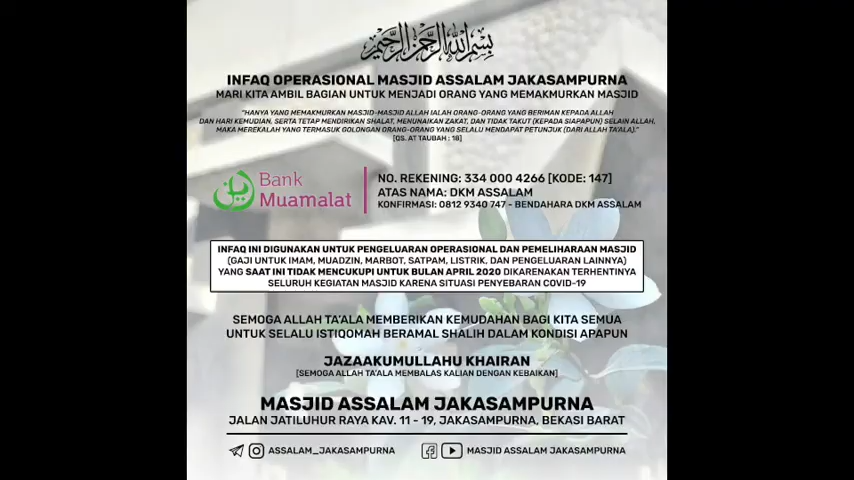 بسم الله الرحمن الرحيم
INFAQ OPERASIONAL MASJID ASSALAM JAKASAMPURNA
MARI KITA AMBIL BAGIAN UNTUK MENJADI ORANG YANG MEMAKMURKAN MASJID
"HANYA YANG MEMAKMURKAN MASJID-MASJID ALLAH IALAH ORANG-ORANG YANG BERIMAN KEPADA ALLAH
DAN HARI KEMUDIAN, SERTA TETAP MENDIRIKAN SHALAT, MENUNAIKAN ZAKAT, DAN TIDAK TAKUT (KEPADA SIAPAPUN) SELAIN ALLAH,
MAKA MEREKALAH YANG TERMASUK GOLONGAN ORANG-ORANG YANG SELALU MENDAPAT PETUNJUK (DARI ALLAH TA'ALA)."
[QS. AT TAUBAH : 18]
Bank
Muamalat
NO. REKENING: 334 000 4266 [KODE: 147]
ATAS NAMA: DKM ASSALAM
KONFIRMASI: 0812 9340 747 - BENDAHARA DKM ASSALAM
INFAQ INI DIGUNAKAN UNTUK PENGELUARAN OPERASIONAL DAN PEMELIHARAAN MASJID
(GAJI UNTUK IMAM, MUADZIN, MARBOT, SATPAM, LISTRIK, DAN PENGELUARAN LAINNYA)
YANG SAAT INI TIDAK MENCUKUPI UNTUK BULAN APRIL 2020 DIKARENAKAN TERHENTINYA
SELURUH KEGIATAN MASJID KARENA SITUASI PENYEBARAN COVID-19
SEMOGA ALLAH TA'ALA MEMBERIKAN KEMUDAHAN BAGI KITA SEMUA
UNTUK SELALU ISTIQOMAH BERAMAL SHALIH DALAM KONDISI APAPUN
JAZAAKUMULLAHU KHAIRAN
[SEMOGA ALLAH TA'ALA MEMBALAS KALIAN DENGAN KEBAIKAN]
MASJID ASSALAM JAKASAMPURNA
JALAN JATILUHUR RAYA KAV. 11 - 19, JAKASAMPURNA, BEKASI BARAT
ASSALAM_JAKASAMPURNA
MASJID ASSALAM JAKASAMPURNA